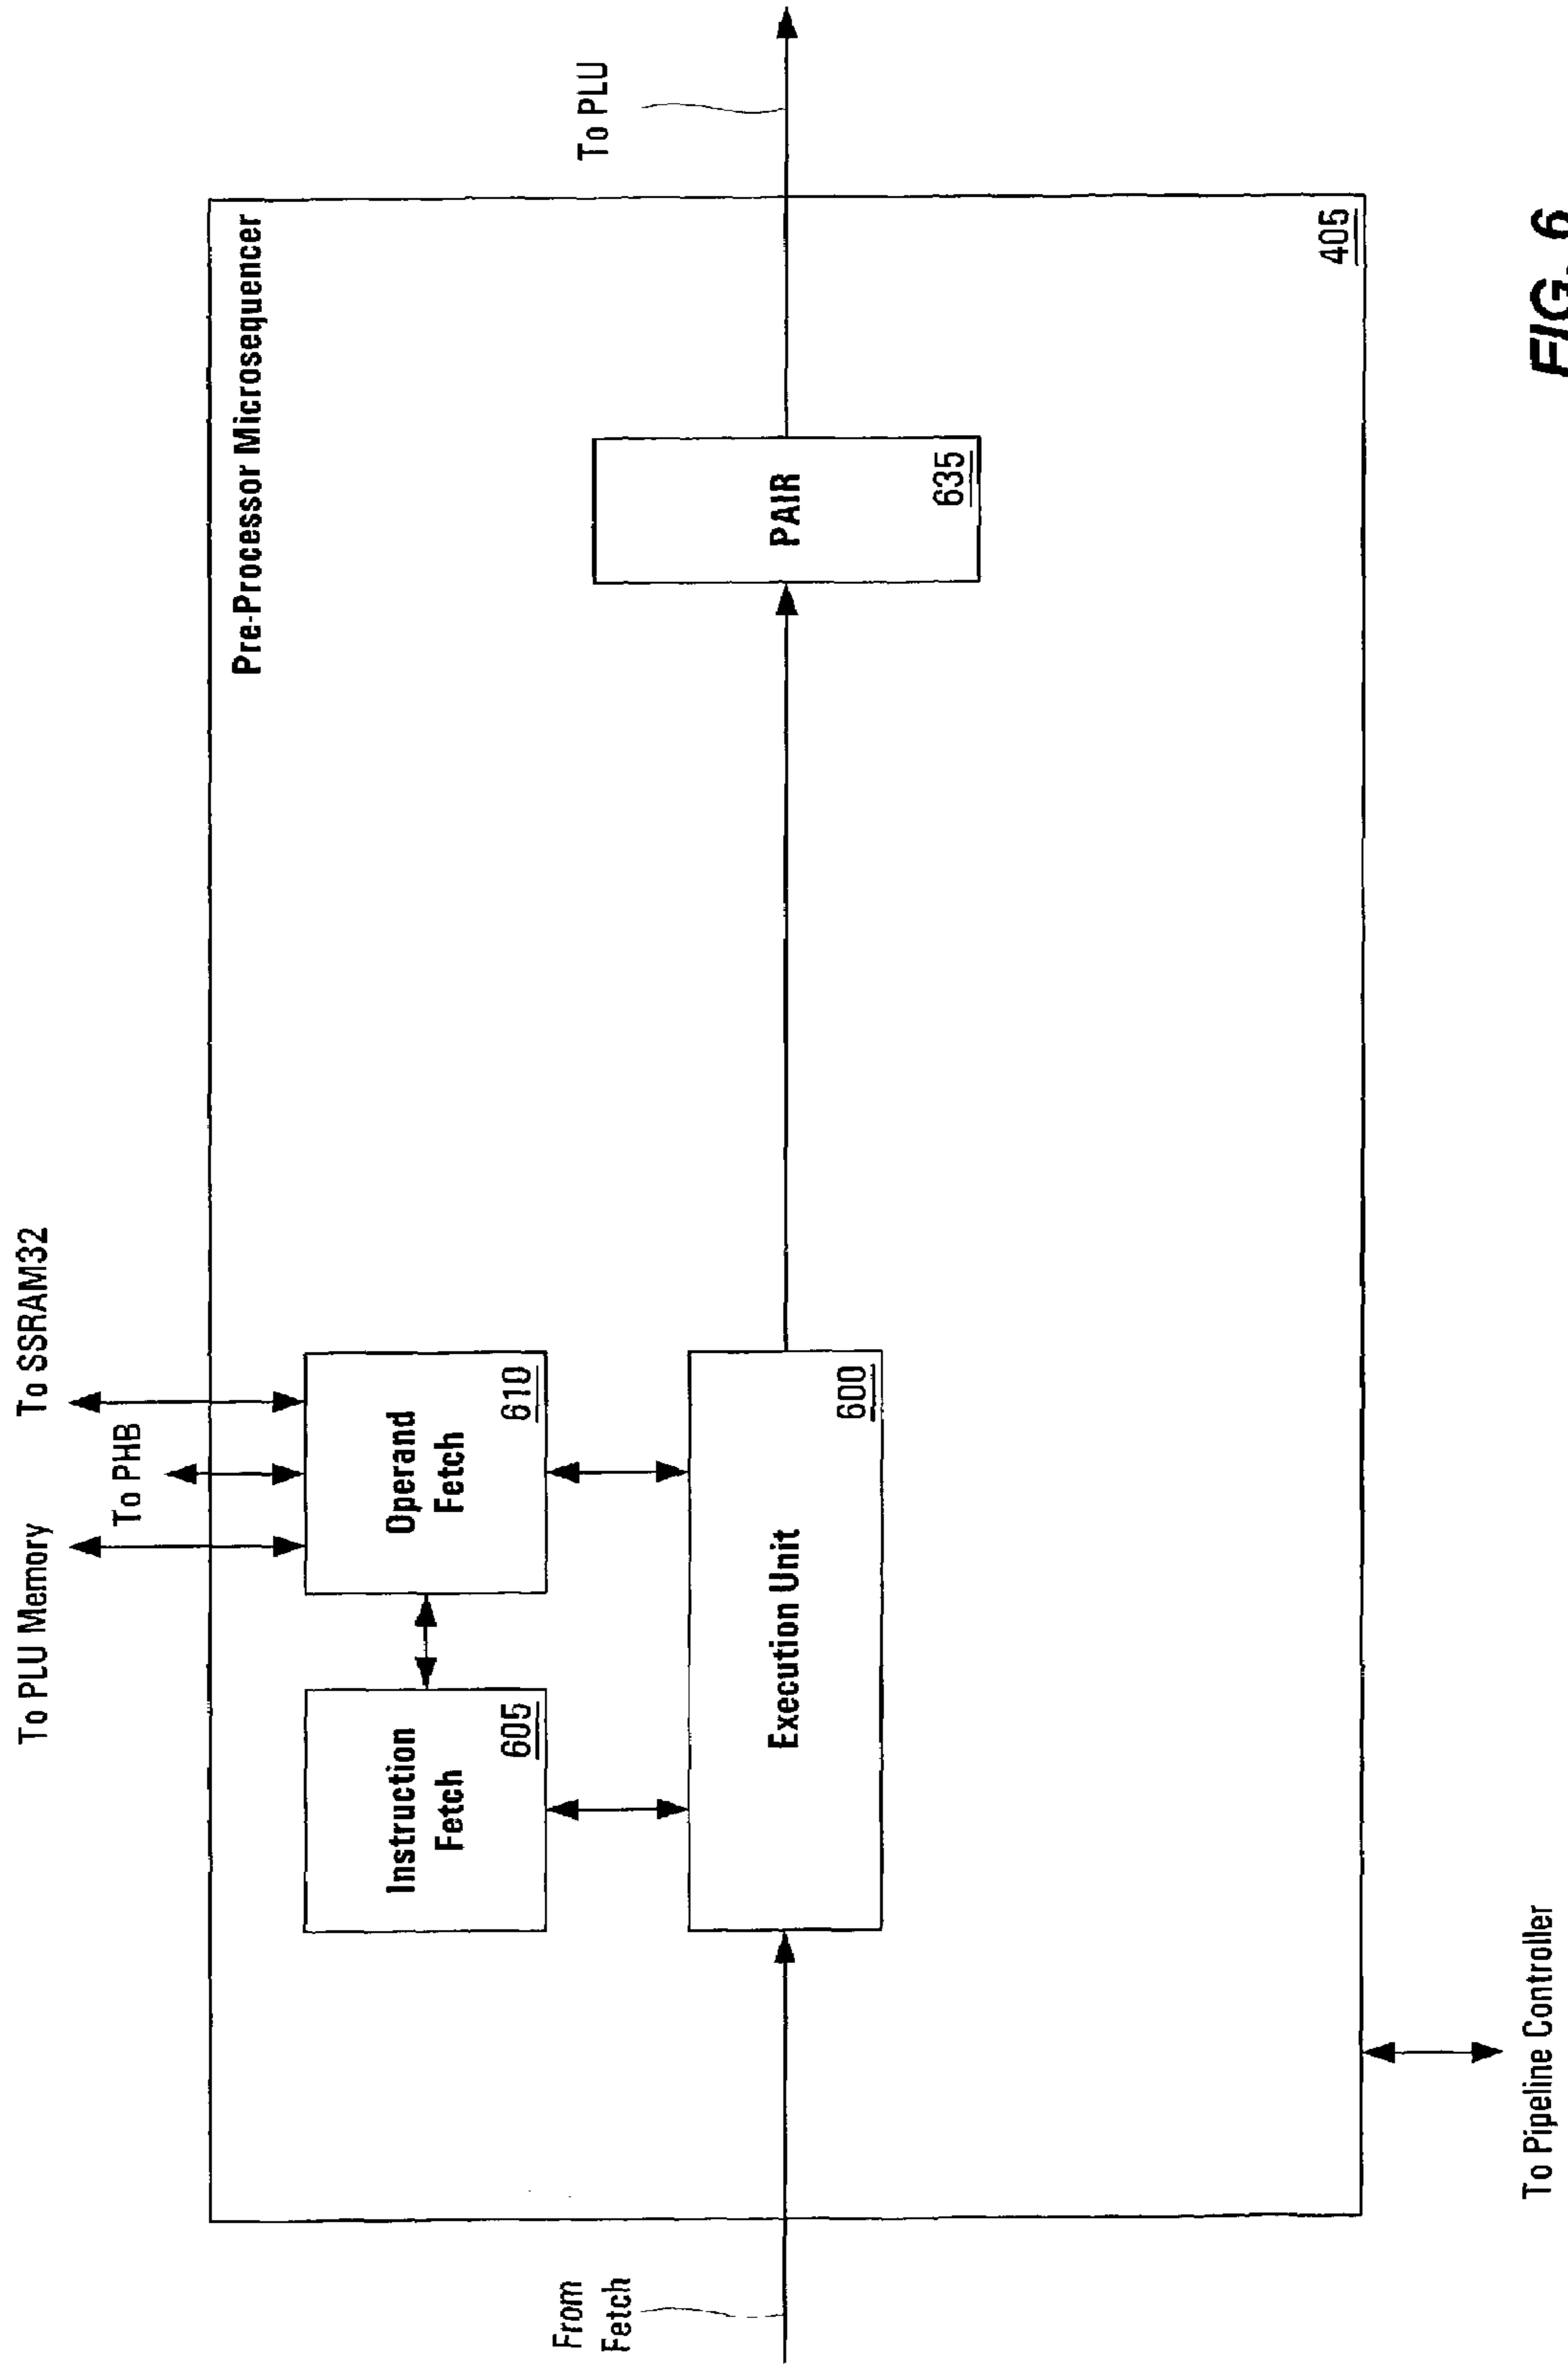 To PLU Memory
To SSRAM32
To PHB
Pre-Processor Microsequencer
Instruction
Fetch
605
Operand
Fetch
610
From
Fetch
Execution Unit
600
PAIR
635
To PLU
405
To Pipeline Controller
FIG. 6